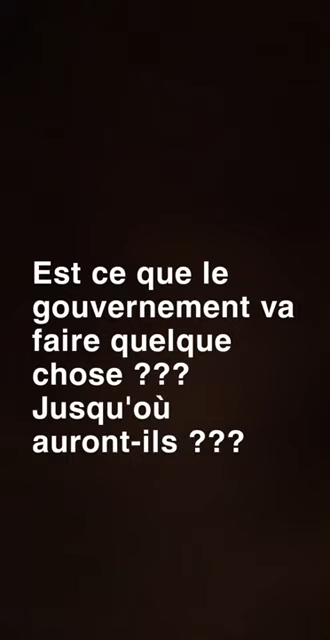 Est ce que le
gouvernement va
faire quelque
chose ???
Jusqu'où
auront-ils ???